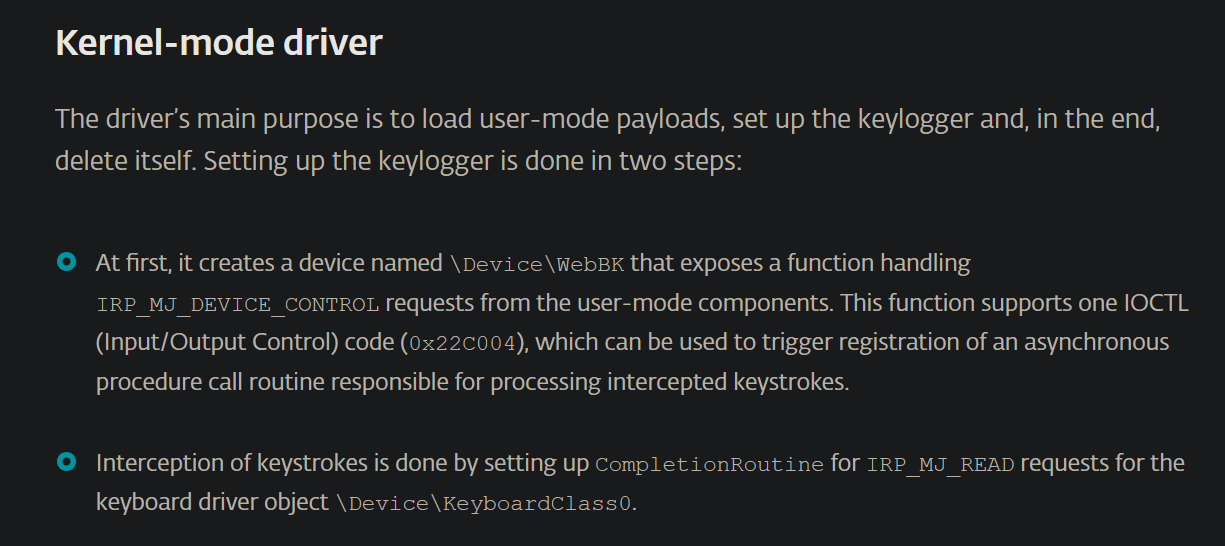 Kernel-mode driver
The driver’s main purpose is to load user-mode payloads, set up the keylogger and, in the end,
delete itself. Setting up the keylogger is done in two steps:
At first, it creates a device named \Device\WebBK that exposes a function handling
IRP_MJ_DEVICE_CONTROL requests from the user-mode components. This function supports one IOCTL
(Input/Output Control) code (0x22C004), which can be used to trigger registration of an asynchronous
procedure call routine responsible for processing intercepted keystrokes.
Interception of keystrokes is done by setting up CompletionRoutine for IRP_MJ_READ requests for the
keyboard driver object \Device\KeyboardClass0.